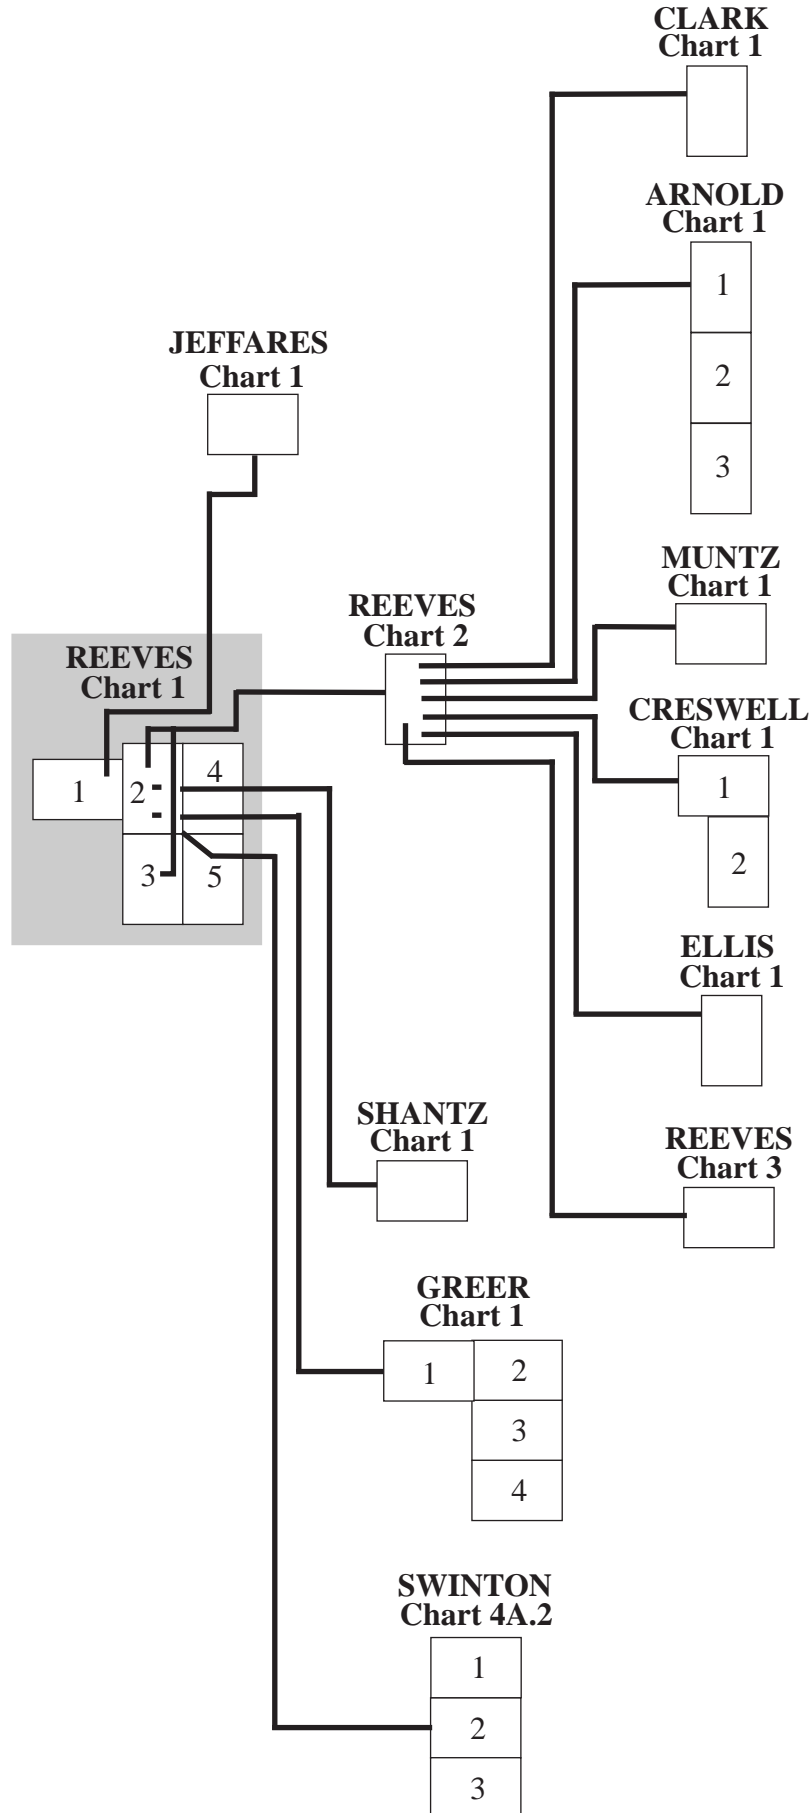 CLARK
Chart 1
ARNOLD
Chart 1
1
2
3
JEFFARES
Chart 1
MUNTZ
Chart 1
REEVES
Chart 2
REEVES
Chart 1
1
2
4
3
5
CRESWELL
Chart 1
1
2
ELLIS
Chart 1
SHANTZ
Chart 1
REEVES
Chart 3
GREER
Chart 1
1
2
3
4
SWINTON
Chart 4A.2
1
2
3